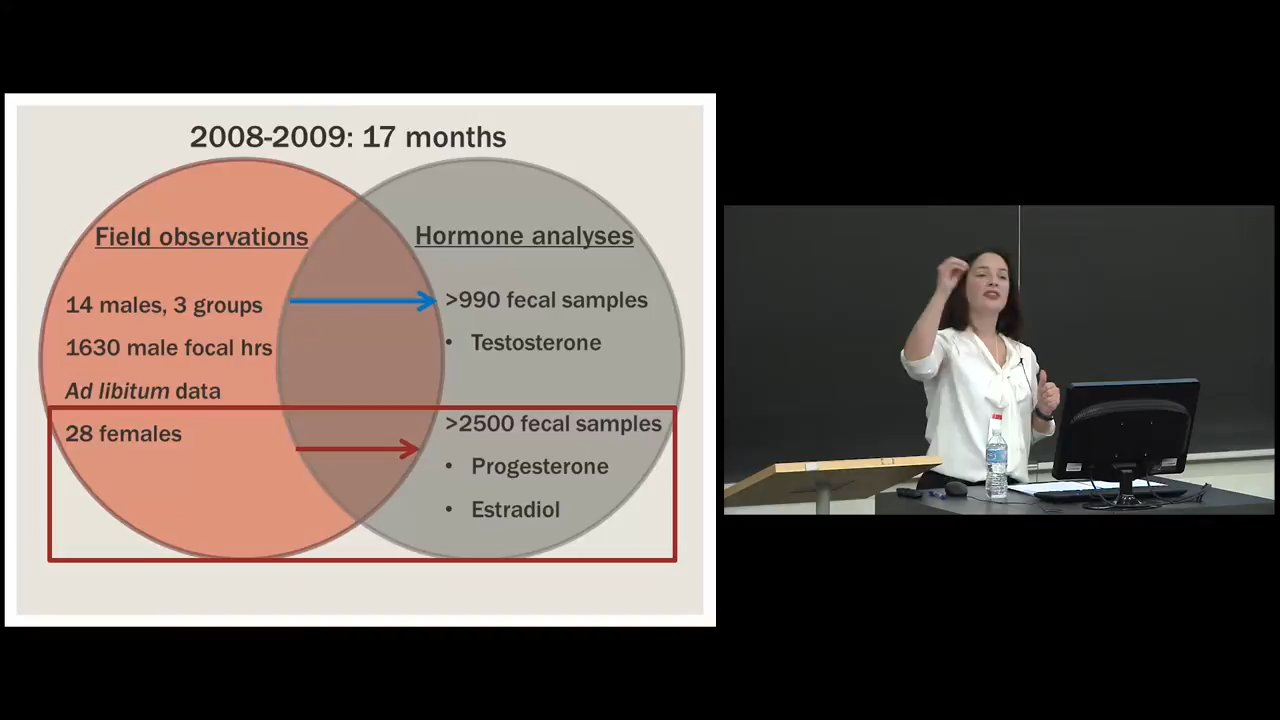 2008-2009: 17 months
Field observations
14 males, 3 groups
1630 male focal hrs
Ad libitum data
28 females
Hormone analyses
>990 fecal samples
• Testosterone
>2500 fecal samples
• Progesterone
• Estradiol